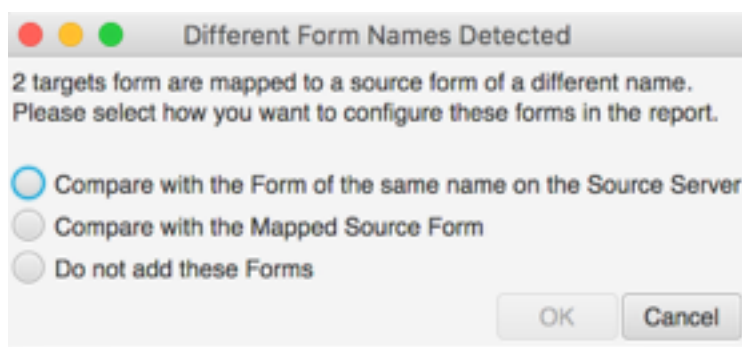 Different Form Names Detected
2 targets form are mapped to a source form of a different name.
Please select how you want to configure these forms in the report.
Compare with the Form of the same name on the Source Server
Compare with the Mapped Source Form
Do not add these Forms
OK Cancel